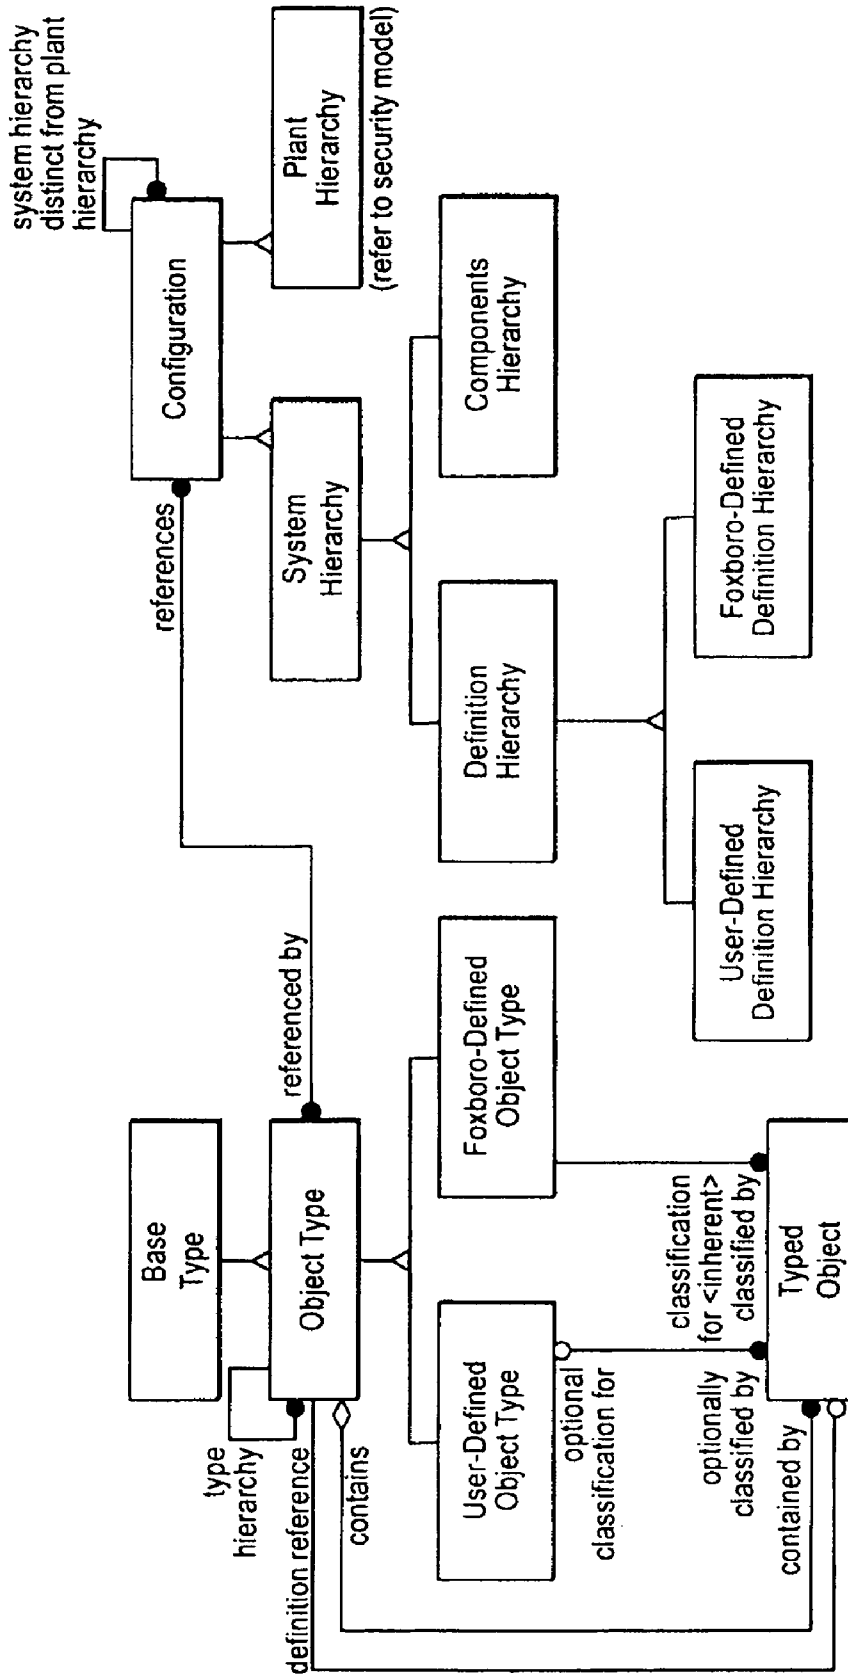 Base
Type
system hierarchy
distinct from plant
hierarchy
type
hierarchy
Object Type
referenced by
references
Configuration
definition reference
contains
System
Hierarchy
Plant
Hierarchy
(refer to security model)
User-Defined
Object Type
Foxboro-Defined
Object Type
Definition
Hierarchy
Components
Hierarchy
optional
classification for
classification
for <inherent>
optionally
classified by
classified by
contained by
Typed
Object
User-Defined
Definition Hierarchy
Foxboro-Defined
Definition Hierarchy